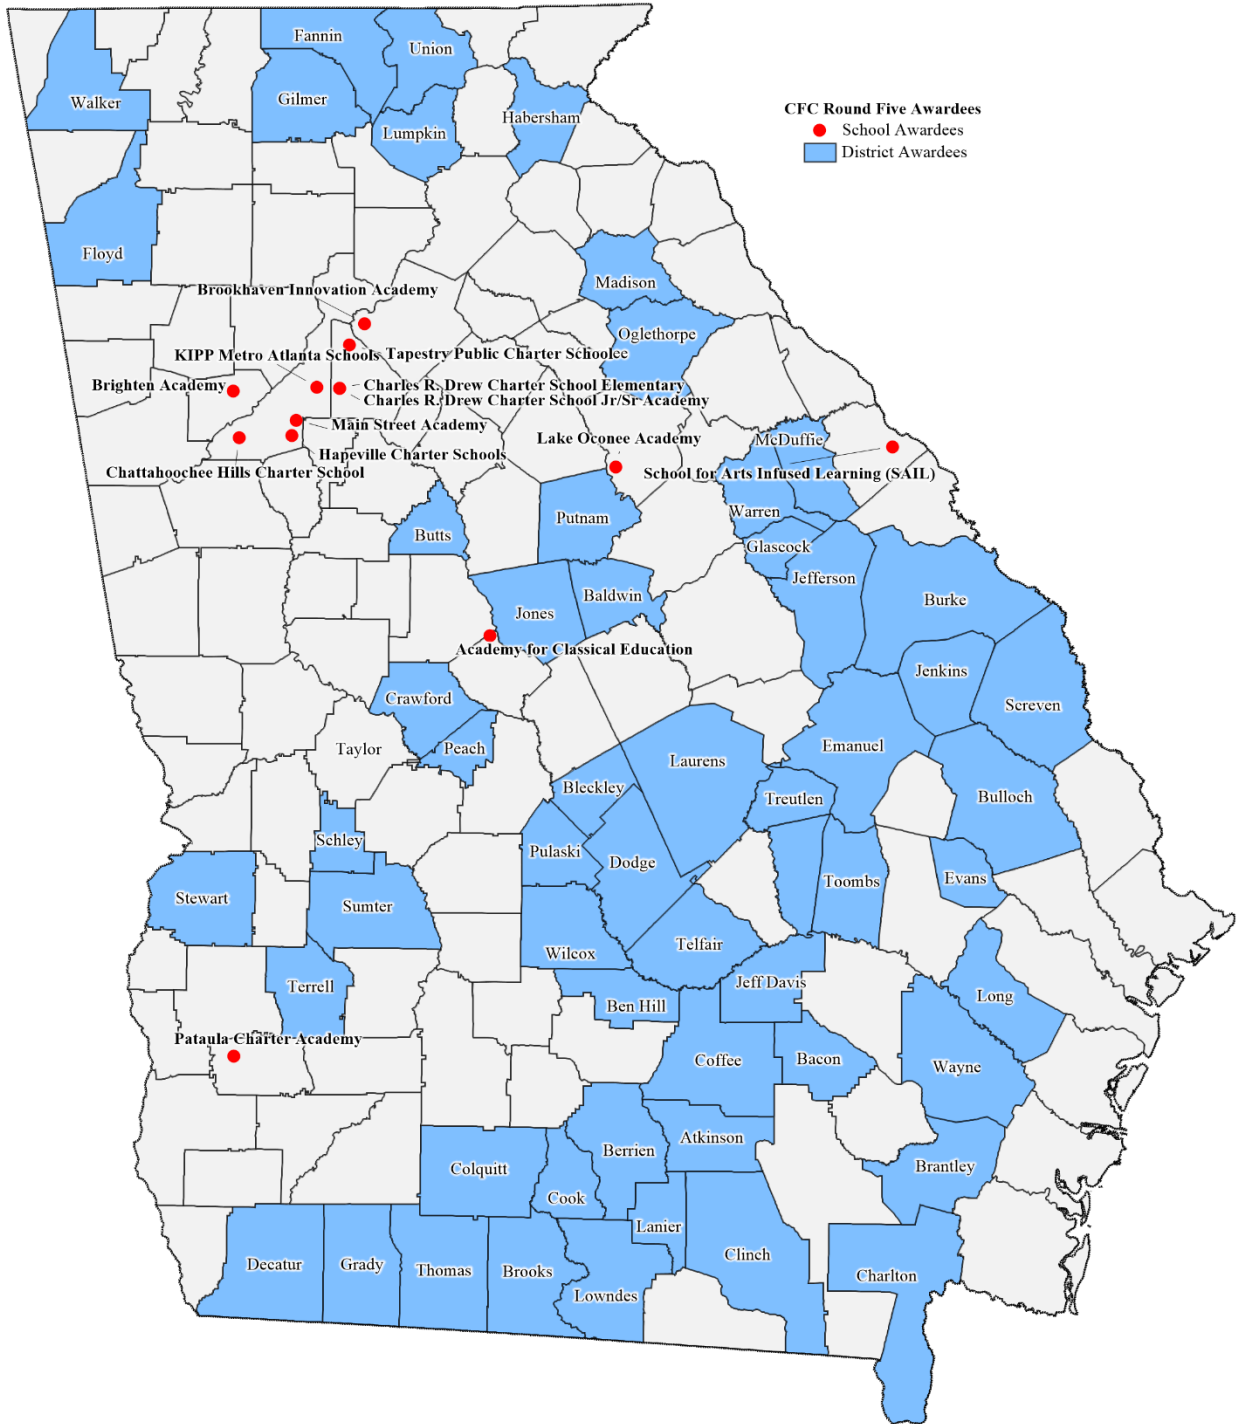 Fannin
Union
CFC Round Five Awardees
School Awardees
District Awardees
Walker
Gilmer
Habersham
Lumpkin
Floyd
Madison
Brookhaven Innovation Academy
Oglethorpe
KIPP Metro Atlanta Schools
Tapestry Public Charter Schoolee
Brighten Academy
Charles R. Drew Charter School Elementary
Charles R. Drew Charter School Jr/Sr Academy
Main Street Academy
Lake Oconee Academy
McDuffie
Hapeville Charter Schools
Chattahoochee Hills Charter School
School for Arts Infused Learning (SAIL)
Warren
Putnam
Butts
Glascock
Jefferson
Baldwin
Burke
Jones
Academy for Classical Education
Jenkins
Crawford
Screven
Taylor
Peach
Emanuel
Laurens
Bleckley
Treutlen
Bulloch
Schley
Pulaski
Dodge
Toombs
Evans
Stewart
Sumter
Telfair
Wilcox
Jeff Davis
Terrell
Long
Ben Hill
Pataula Charter Academy
Coffee
Bacon
Wayne
Atkinson
Berrien
Brantley
Colquitt
Cook
Lanier
Clinch
Decatur
Grady
Thomas
Brooks
Charlton
Lowndes